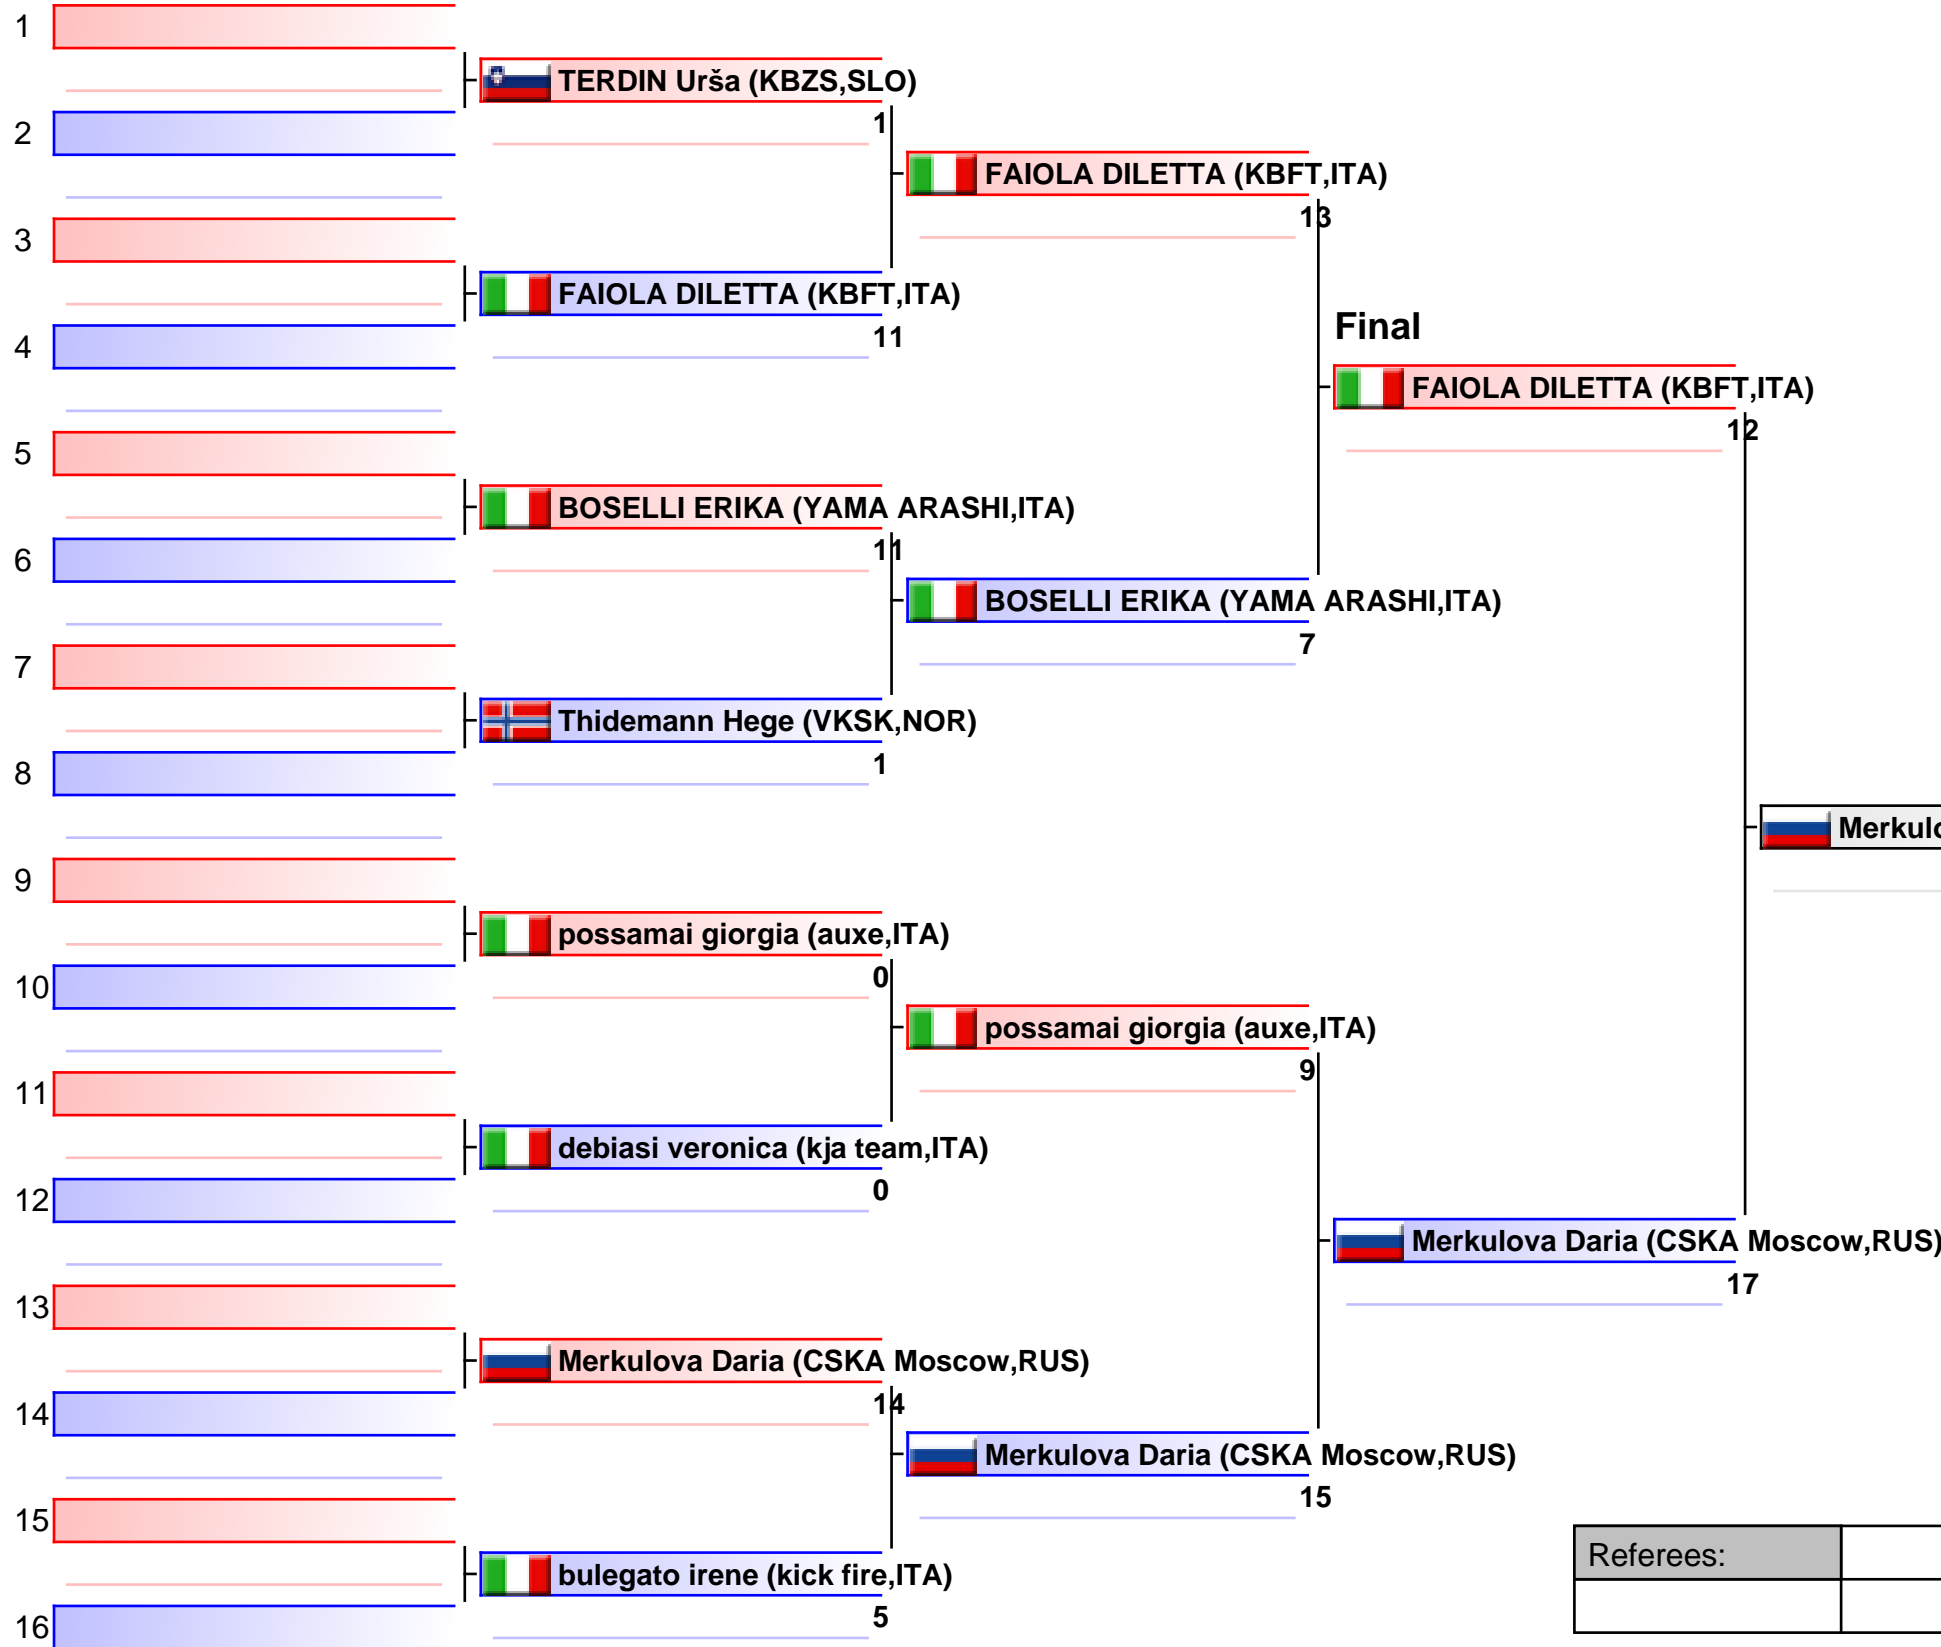 1
TERDIN Urša (KBZS,SLO)
1
2
FAIOLA DILETTA (KBFT,ITA)
13
3
FAIOLA DILETTA (KBFT,ITA)
11
4
Final
FAIOLA DILETTA (KBFT,ITA)
12
5
BOSELLI ERIKA (YAMA ARASHI,ITA)
11
6
BOSELLI ERIKA (YAMA ARASHI,ITA)
7
7
Thidemann Hege (VKSK,NOR)
1
8
Merkulo
9
possamai giorgia (auxe,ITA)
0
10
possamai giorgia (auxe,ITA)
9
11
debiasi veronica (kja team,ITA)
0
12
Merkulova Daria (CSKA Moscow,RUS)
17
13
Merkulova Daria (CSKA Moscow,RUS)
14
14
Merkulova Daria (CSKA Moscow,RUS)
15
15
bulegato irene (kick fire,ITA)
5
16
Referees: